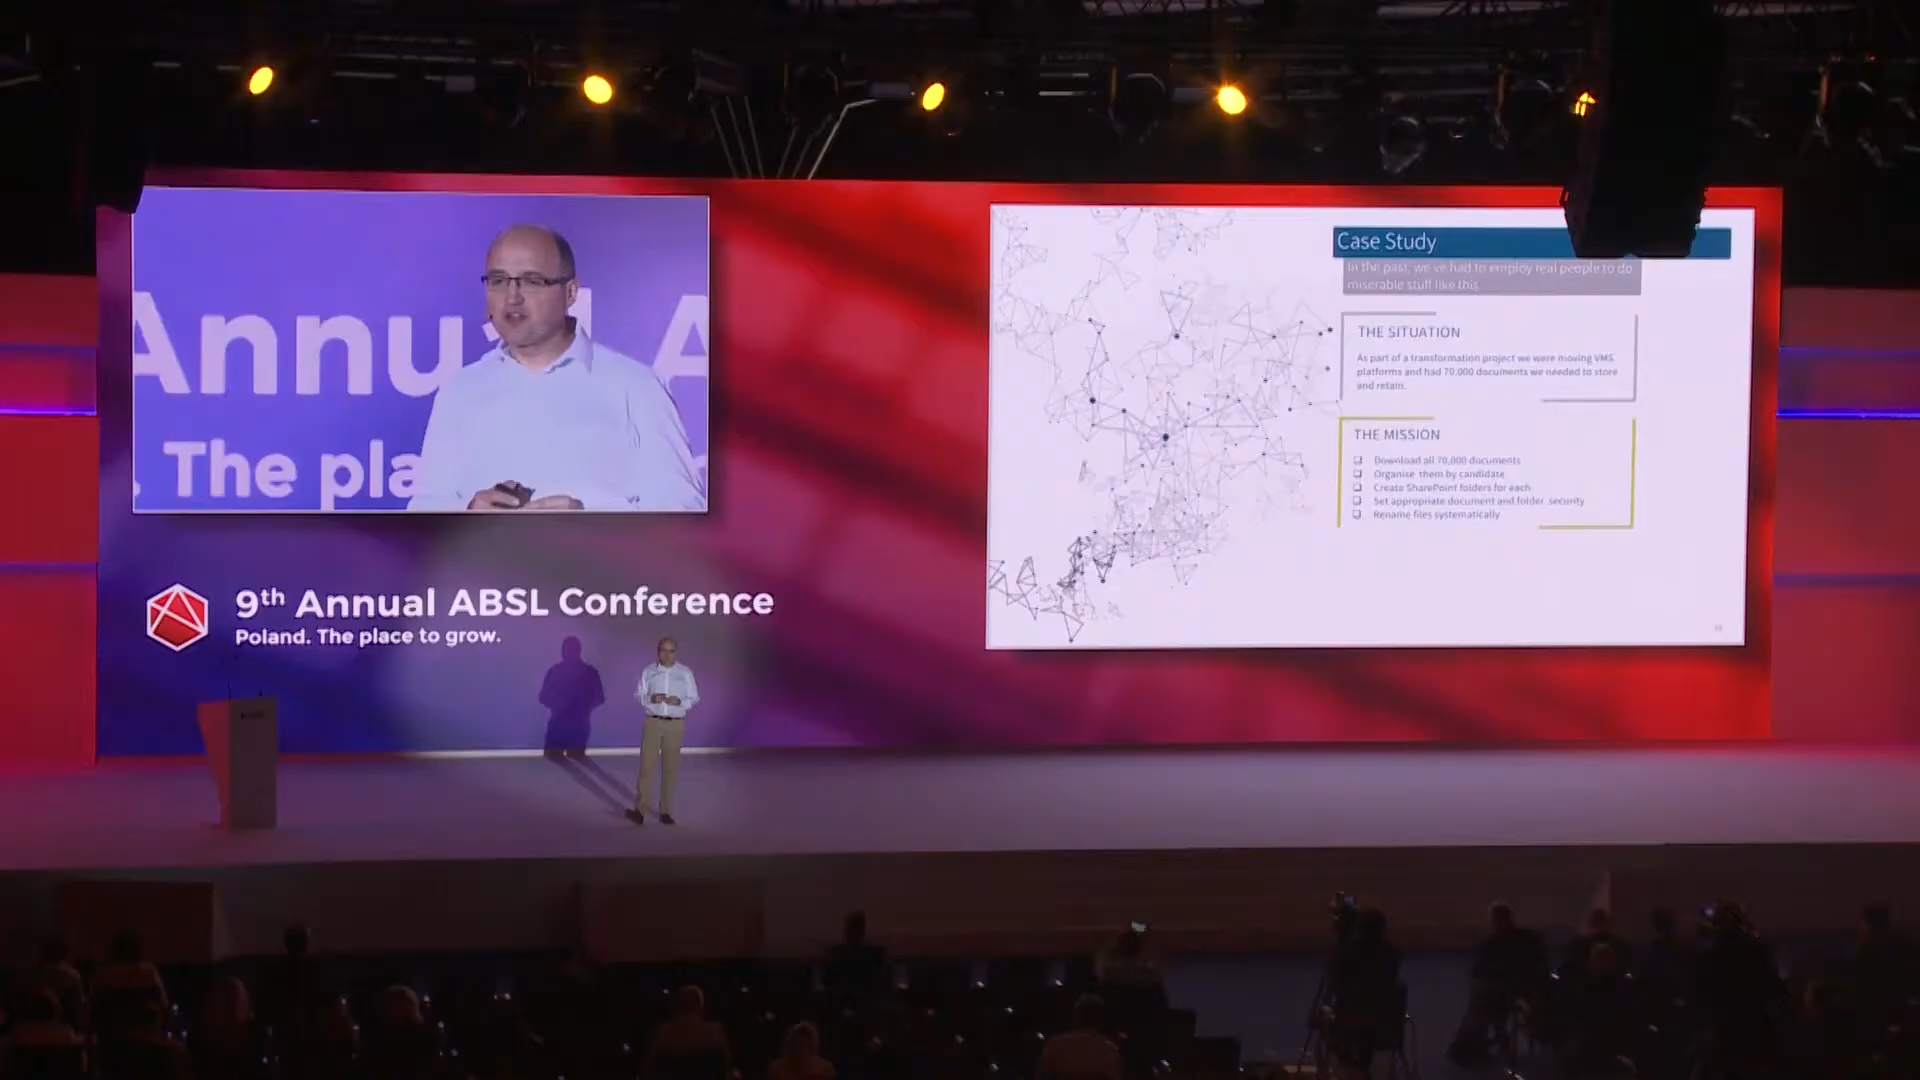 Annual A
. The pla
9th Annual ABSL Conference
Poland. The place to grow.
Case Study
In the past, we've had to employ real people to do
miserable stuff like this
THE SITUATION
As part of a transformation project we were moving VMS
platforms and had 70,000 documents we needed to store
and retain.
THE MISSION
Download all 70,000 documents
Organise them by candidate
Create SharePoint folders for each
Set appropriate document and folder security
Rename files systematically